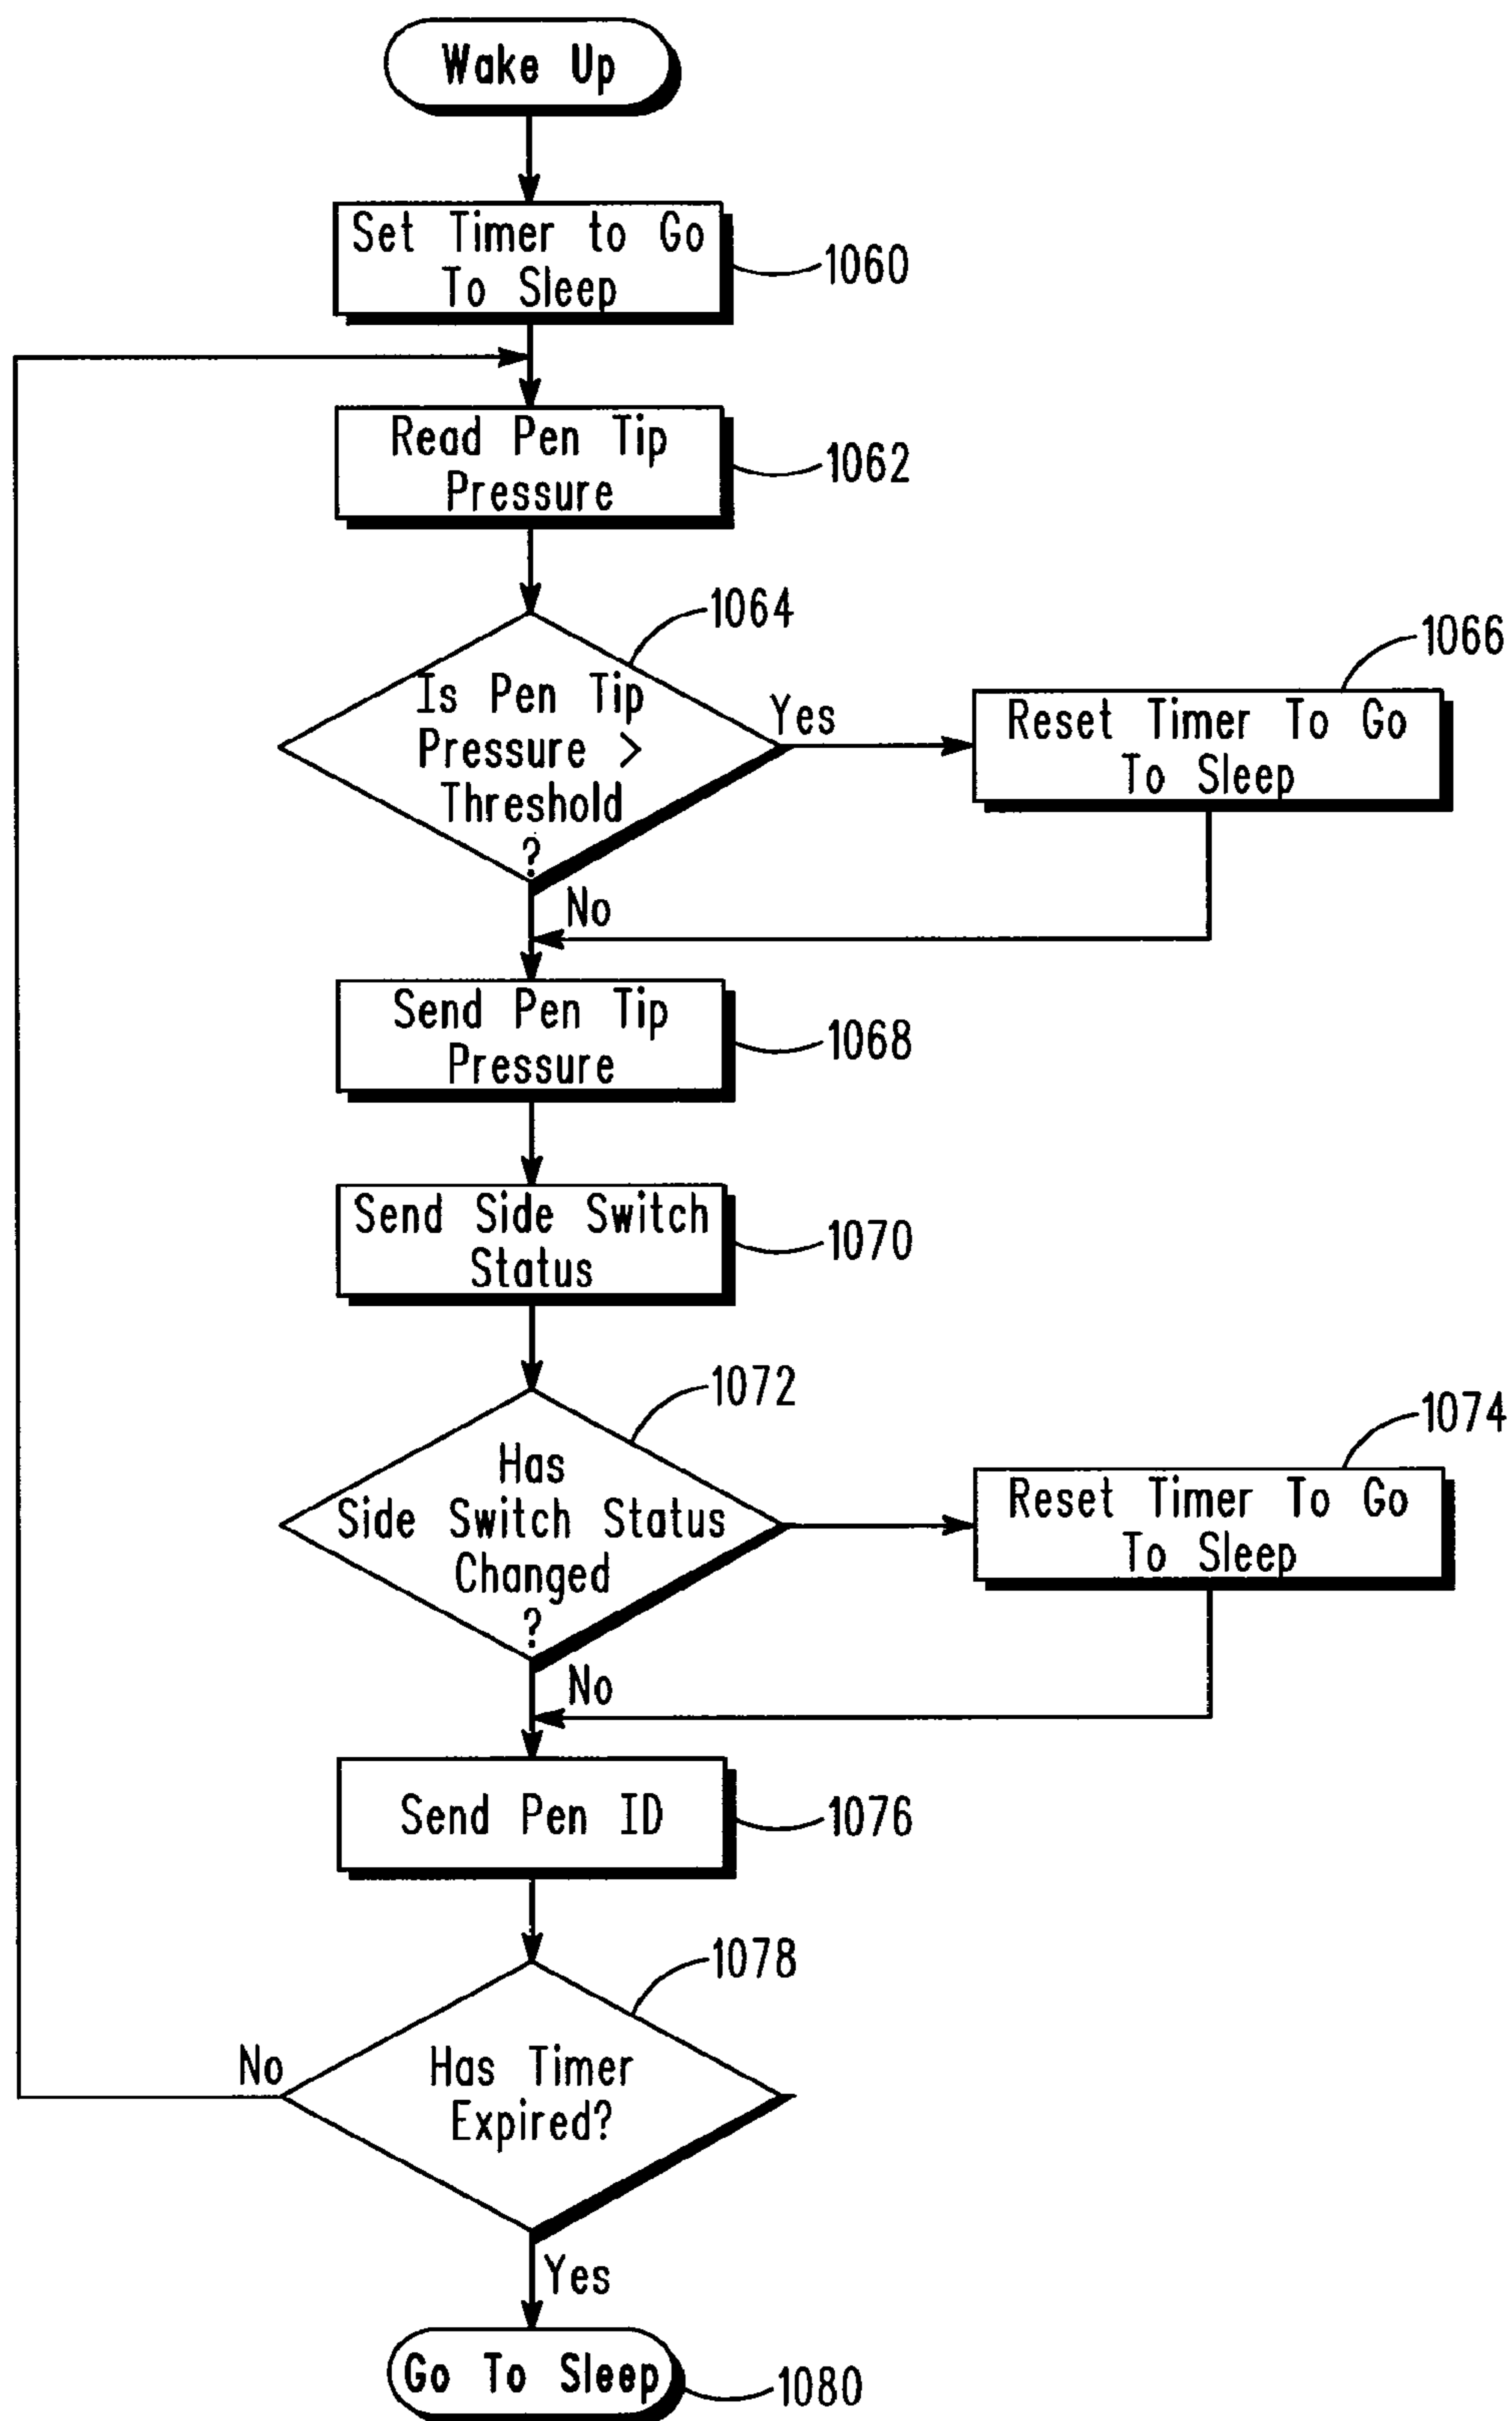 Wake Up
Set Timer to Go
To Sleep
1060
Read Pen Tip
Pressure
1062
1064
Is Pen Tip
Pressure >
Threshold
?
Yes
1066
Reset Timer To Go
To Sleep
No
Send Pen Tip
Pressure
1068
Send Side Switch
Status
1070
1072
Has
Side Switch Status
Changed
?
1074
Reset Timer To Go
To Sleep
No
Send Pen ID
1076
1078
Has Timer
Expired?
No
Yes
Go To Sleep
1080